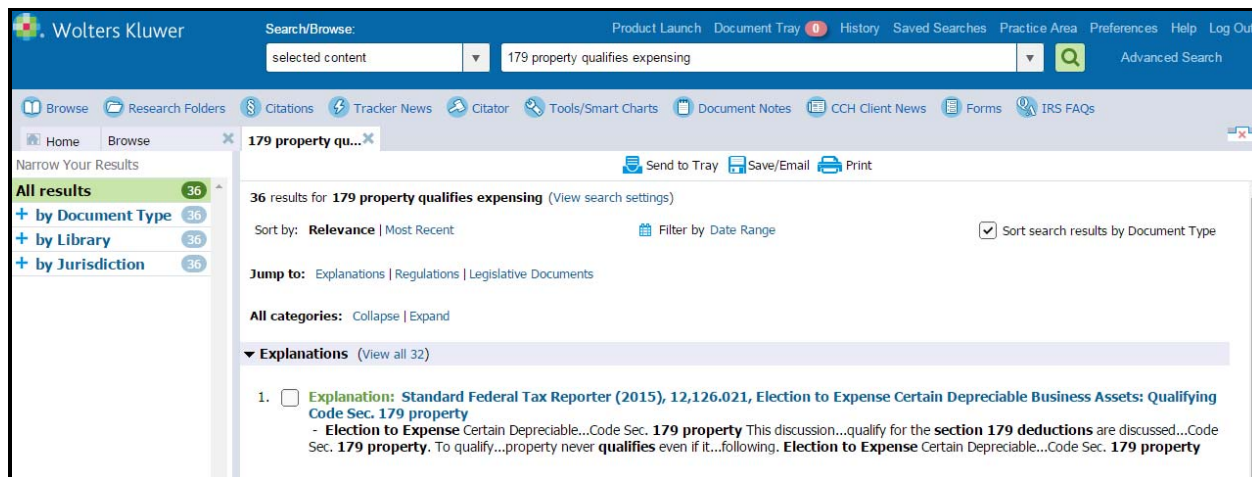 Wolters Kluwer
Search/Browse:
Product Launch Document Tray 0 History Saved Searches Practice Area Preferences Help Log Out
selected content
179 property qualifies expensing
Advanced Search
Browse Research Folders Citations Tracker News Citator Tools/Smart Charts Document Notes CCH Client News Forms IRS FAQs
Home Browse 179 property qu...
Narrow Your Results
Send to Tray Save/Email Print
All results 36
+ by Document Type 36
+ by Library 36
+ by Jurisdiction 36
36 results for 179 property qualifies expensing (View search settings)
Sort by: Relevance | Most Recent
Filter by Date Range
Sort search results by Document Type
Jump to: Explanations | Regulations | Legislative Documents
All categories: Collapse | Expand
Explanations (View all 32)
1. Explanation: Standard Federal Tax Reporter (2015), 12,126.021, Election to Expense Certain Depreciable Business Assets: Qualifying
Code Sec. 179 property
- Election to Expense Certain Depreciable...Code Sec. 179 property This discussion...qualify for the section 179 deductions are discussed...Code
Sec. 179 property. To qualify...property never qualifies even if it...following. Election to Expense Certain Depreciable...Code Sec. 179 property